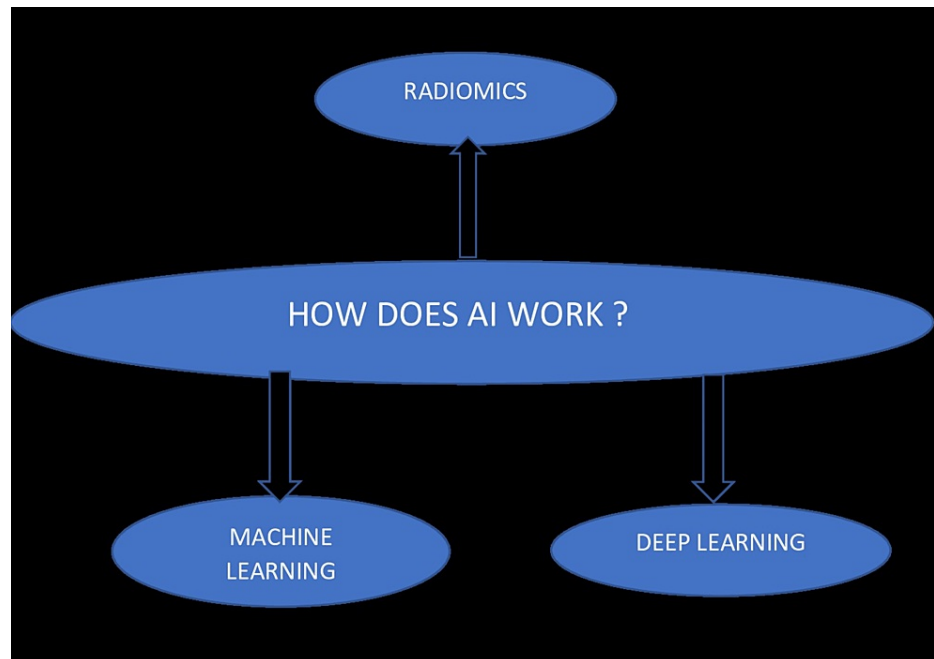 RADIOMICS
HOW DOES AI WORK ?
MACHINE
LEARNING
DEEP LEARNING